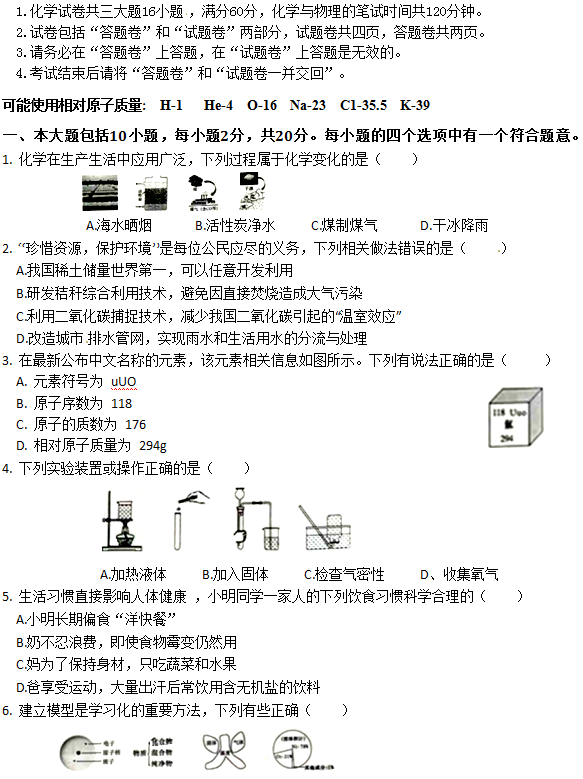 1.化学试卷共三大题16小题，满分60分，化学与物理的笔试时间共120分钟。
2.试卷包括“答题卷”和“试题卷”两部分，试题卷共四页，答题卷共两页。
3.请务必在“答题卷”上答题，在“试题卷”上答题是无效的。
4.考试结束后请将“答题卷”和“试题卷一并交回”。
可能使用相对原子质量： H-1 He-4 O-16 Na-23 C1-35.5 K-39
一、本大题包括10小题，每小题2分，共20分。每小题的四个选项中有一个符合题意。
1. 化学在生产生活中应用广泛，下列过程属于化学变化的是（ ）
A.海水晒烟 B.活性炭净水 C.煤制煤气 D.干冰降雨
2. “珍惜资源，保护环境”是每位公民应尽的义务，下列相关做法错误的是（ ）
A.我国稀土储量世界第一，可以任意开发利用
B.研发秸秆综合利用技术，避免因直接焚烧造成大气污染
C.利用二氧化碳捕捉技术，减少我国二氧化碳引起的“温室效应”
D.改造城市排水管网，实现雨水和生活用水的分流与处理
3. 在最新公布中文名称的元素，该元素相关信息如图所示。下列有说法正确的是（ ）
A. 元素符号为 uUO
B. 原子序数为 118
C. 原子的质数为 176
D. 相对原子质量为 294g
118 Uuo
294
4. 下列实验装置或操作正确的是（ ）
A.加热液体 B.加入固体 C.检查气密性 D、收集氧气
5. 生活习惯直接影响人体健康 ，小明同学一家人的下列饮食习惯科学合理的（ ）
A.小明长期偏食“洋快餐”
B.奶不忍浪费，即使食物霉变仍然用
C.妈为了保持身材，只吃蔬菜和水果
D.爸享受运动，大量出汗后常饮用含无机盐的饮料
6. 建立模型是学习化的重要方法，下列有些正确（ ）
电子
原子核
质子
物质
化合物
混合物
纯净物
固体
气体